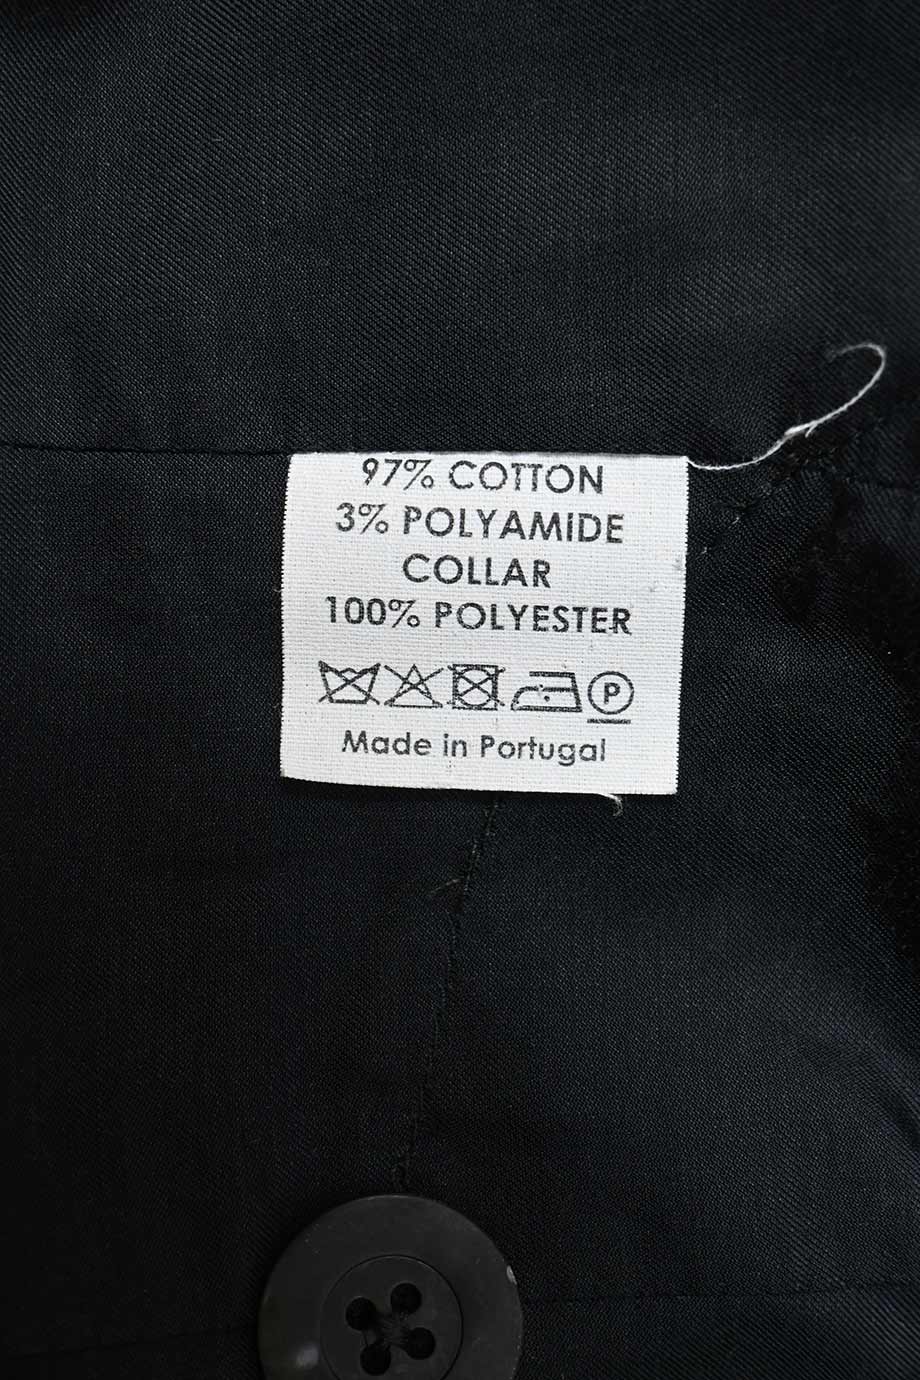 97% COTTON
3% POLYAMIDE
COLLAR
100% POLYESTER
P
Made in Portugal